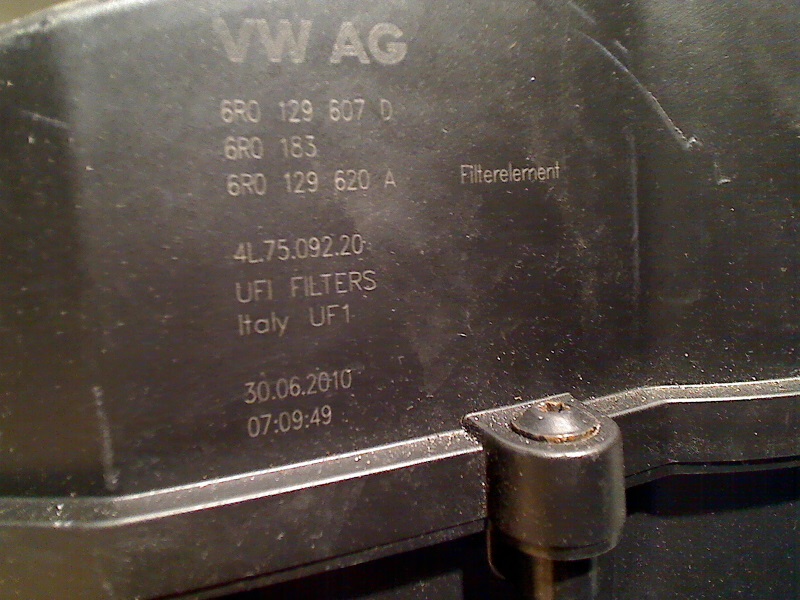 VW AG
6R0 129 607 D
6R0 183
6R0 129 620 A Filterelement
4L.75.092.20
UFI FILTERS
Italy UF1
30.06.2010
07:09:49